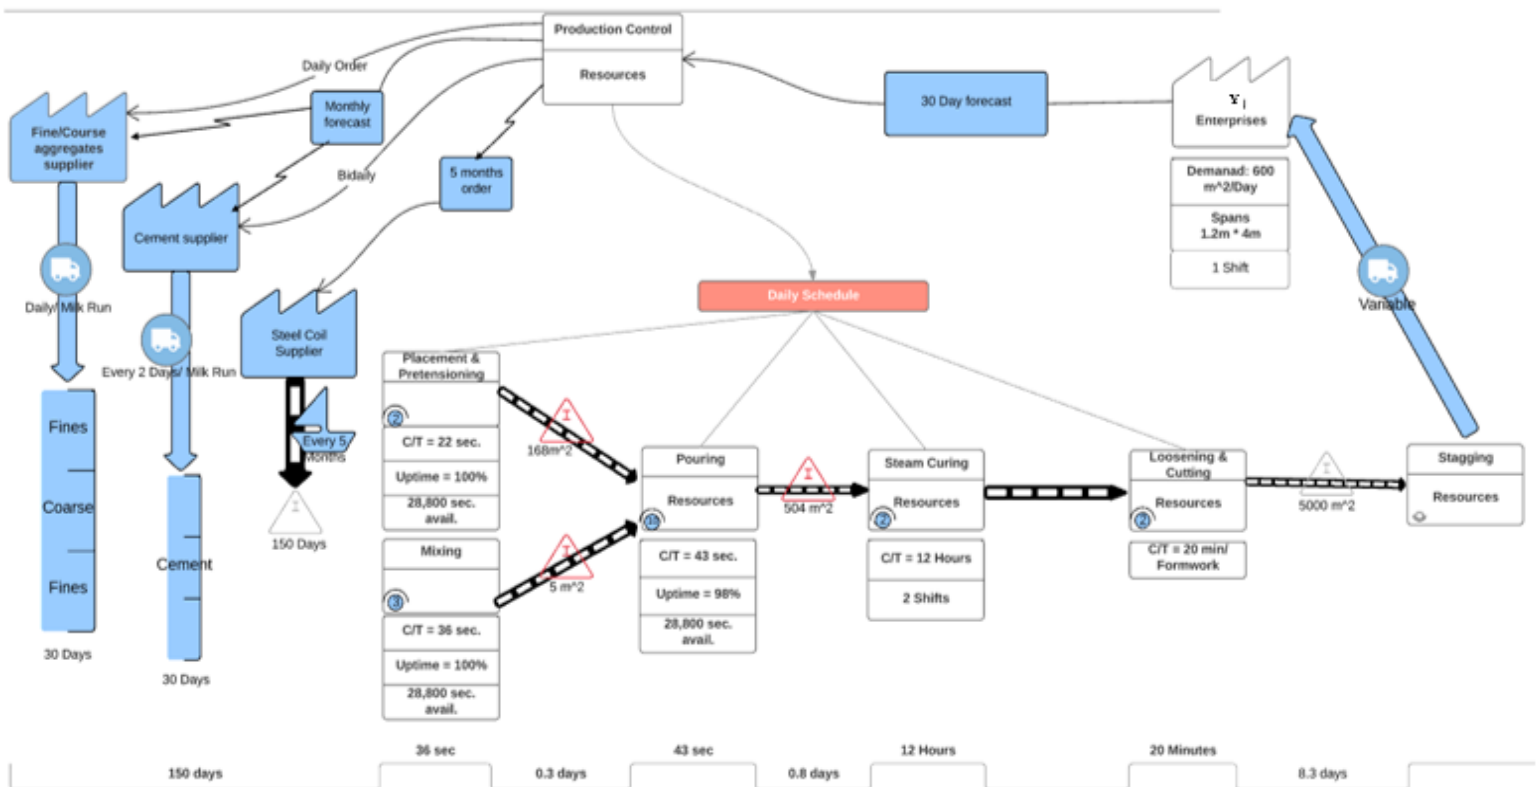 Production Control
Resources
Daily Order
Monthly
forecast
Bidaily
5 months
order
30 Day forecast
Y |
Enterprises
Demanad: 600
m^2/Day
Spans
1.2m * 4m
1 Shift
Fine/Course
aggregates
supplier
Cement supplier
Steel Coil
Supplier
Daily/ Milk Run
Every 2 Days/ Milk Run
Every 5
Months
Variable
Daily Schedule
Fines
Coarse
Fines
30 Days
Cement
30 Days
I
150 Days
Placement &
Pretensioning
2
C/T = 22 sec.
Uptime = 100%
28,800 sec.
avail.
Mixing
3
C/T = 36 sec.
Uptime = 100%
28,800 sec.
avail.
I
168m^2
I
5 m^2
Pouring
Resources
C/T = 43 sec.
Uptime = 98%
28,800 sec.
avail.
I
504 m^2
Steam Curing
Resources
2
C/T = 12 Hours
2 Shifts
Loosening &
Cutting
Resources
2
C/T = 20 min/
Formwork
I
5000 m^2
Stagging
Resources
36 sec
43 sec
12 Hours
20 Minutes
150 days
0.3 days
0.8 days
8.3 days